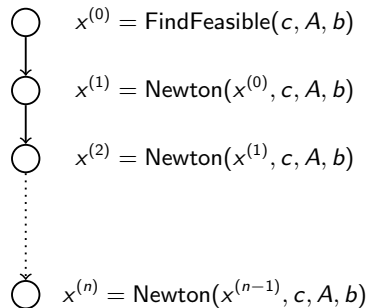 x^{(0)} = FindFeasible(c, A, b)
x^{(1)} = Newton(x^{(0)}, c, A, b)
x^{(2)} = Newton(x^{(1)}, c, A, b)
x^{(n)} = Newton(x^{(n−1)}, c, A, b)